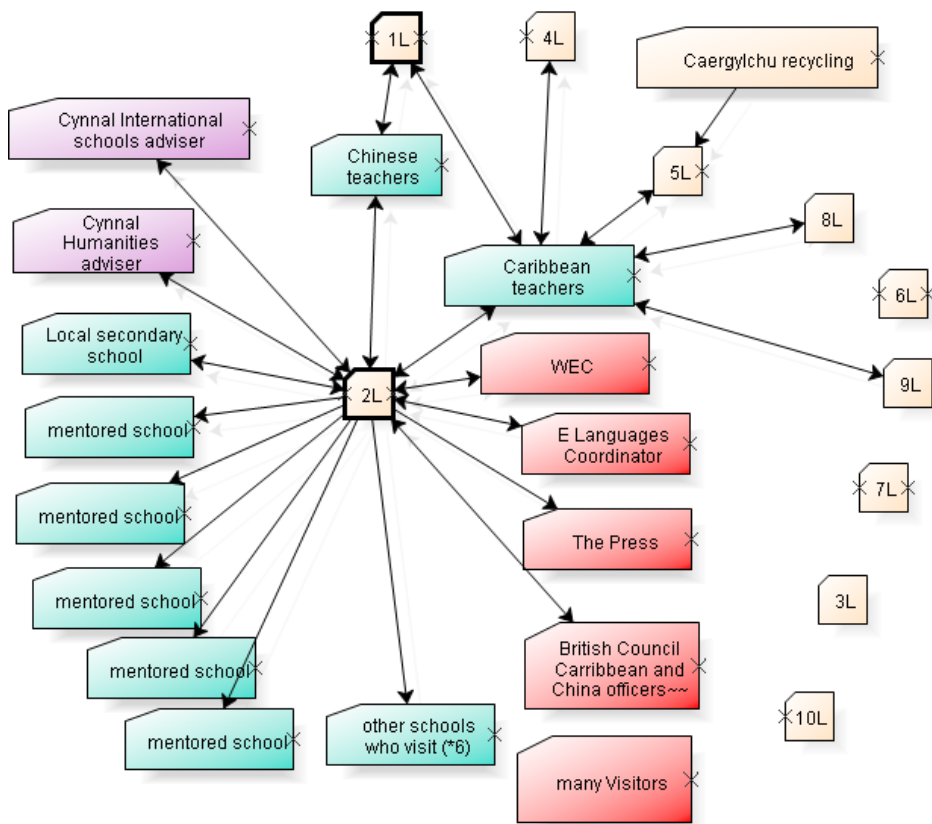 1L
4L
Caergylchu recycling
Cynnal International
schools adviser
Chinese
teachers
5L
Cynnal
Humanities
adviser
8L
Caribbean
teachers
6L
Local secondary
school
WEC
2L
9L
mentored school
E Languages
Coordinator
7L
mentored school
The Press
mentored school
3L
British Council
Carribbean and
China officers~~
mentored school
10L
mentored school
other schools
who visit (*6)
many Visitors